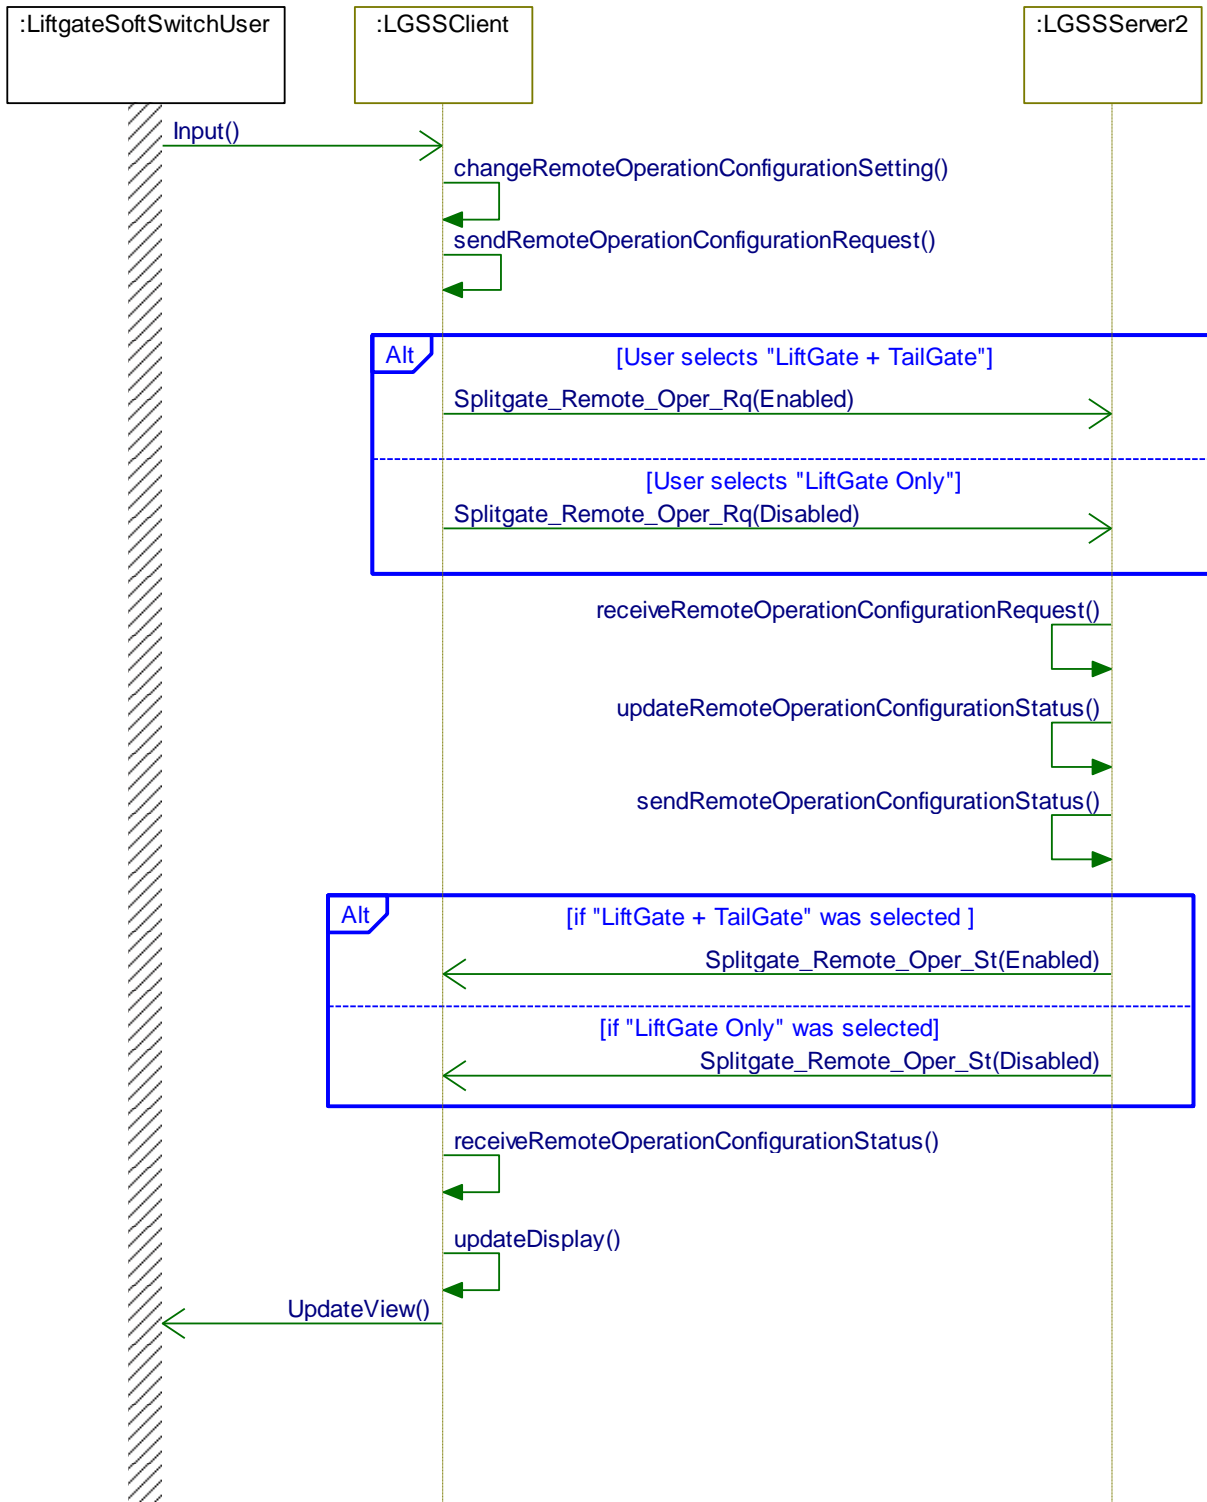 :LiftgateSoftSwitchUser
:LGSSClient
:LGSSServer2
Input()
changeRemoteOperationConfigurationSetting()
sendRemoteOperationConfigurationRequest()
Alt
[User selects "LiftGate + TailGate"]
Splitgate_Remote_Oper_Rq(Enabled)
[User selects "LiftGate Only"]
Splitgate_Remote_Oper_Rq(Disabled)
receiveRemoteOperationConfigurationRequest()
updateRemoteOperationConfigurationStatus()
sendRemoteOperationConfigurationStatus()
Alt
[if "LiftGate + TailGate" was selected ]
Splitgate_Remote_Oper_St(Enabled)
[if "LiftGate Only" was selected]
Splitgate_Remote_Oper_St(Disabled)
receiveRemoteOperationConfigurationStatus()
updateDisplay()
UpdateView()